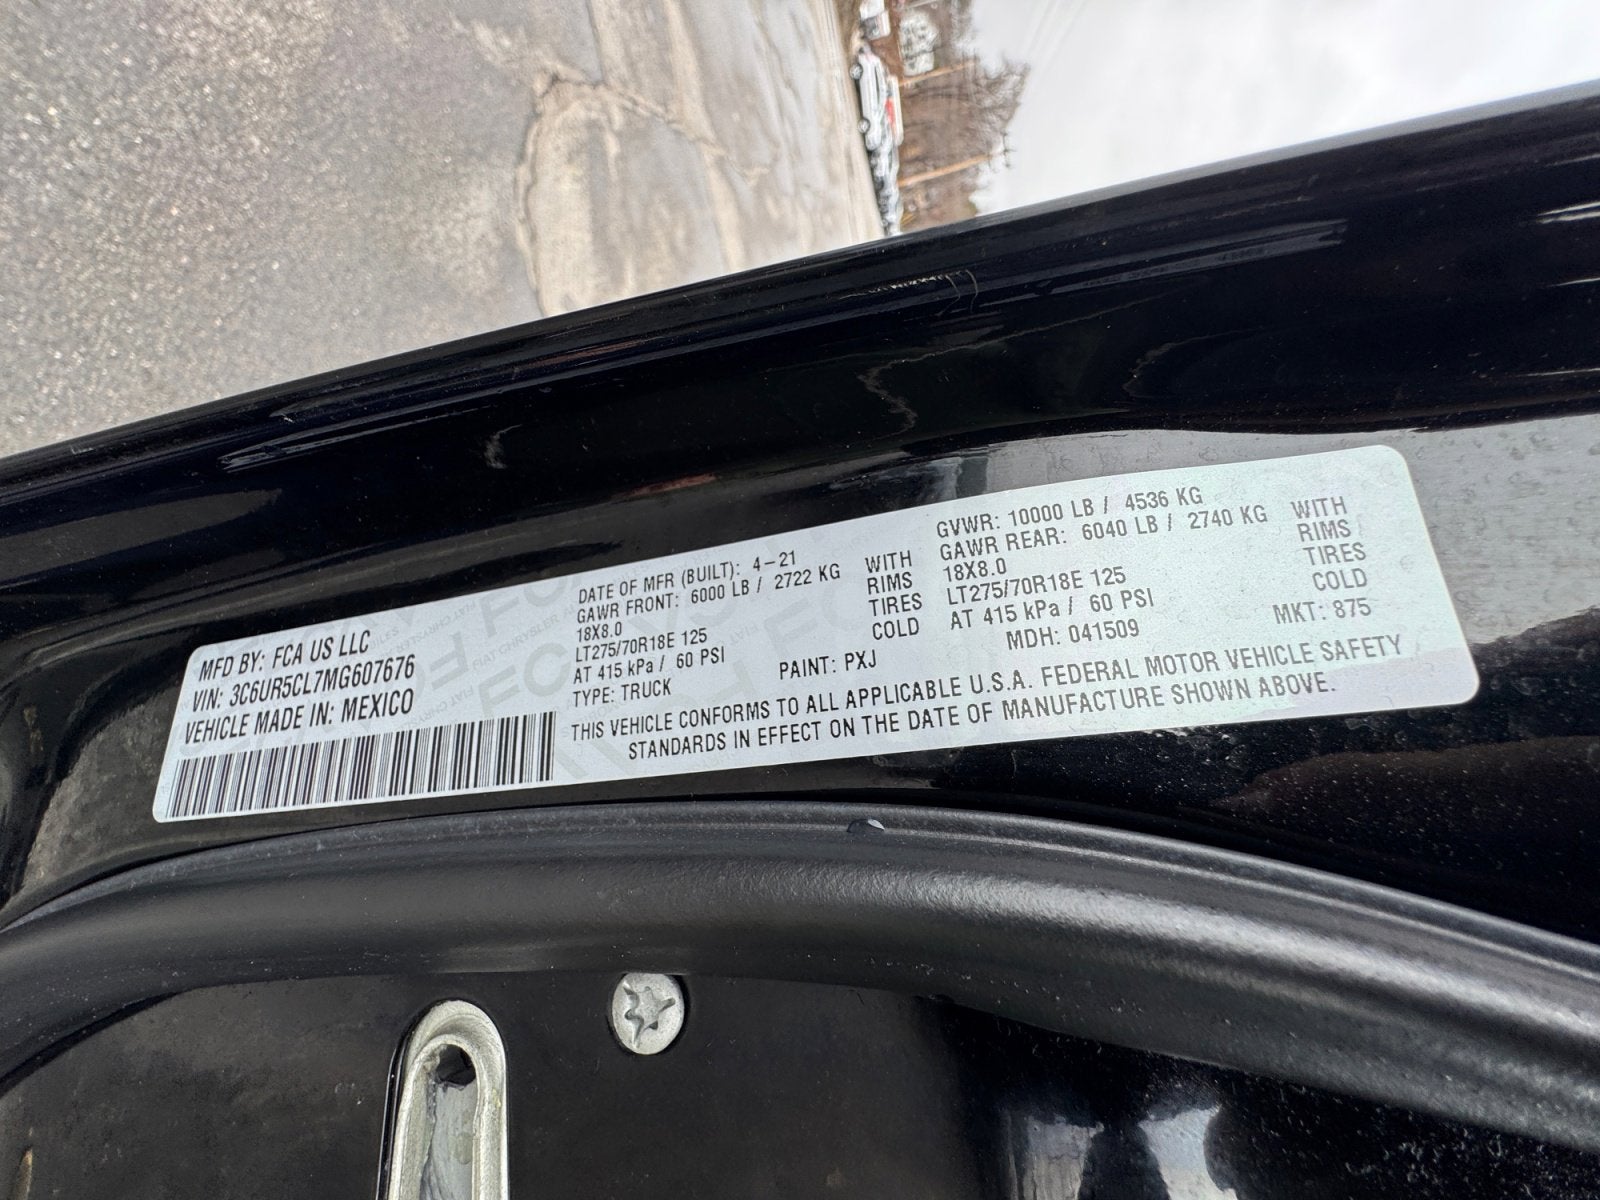 MFD BY: FCA US LLC
VIN: 3C6UR5CL7MG607676
VEHICLE MADE IN: MEXICO
DATE OF MFR (BUILT): 4-21
GAWR FRONT: 6000 LB / 2722 KG WITH
18X8.0 RIMS
LT275/70R18E 125 TIRES
AT 415 kPa / 60 PSI COLD
TYPE: TRUCK
PAINT: PXJ
GVWR: 10000 LB / 4536 KG
GAWR REAR: 6040 LB / 2740 KG WITH
18X8.0 RIMS
LT275/70R18E 125 TIRES
AT 415 kPa / 60 PSI COLD
MDH: 041509 MKT: 875
THIS VEHICLE CONFORMS TO ALL APPLICABLE U.S.A. FEDERAL MOTOR VEHICLE SAFETY
STANDARDS IN EFFECT ON THE DATE OF MANUFACTURE SHOWN ABOVE.